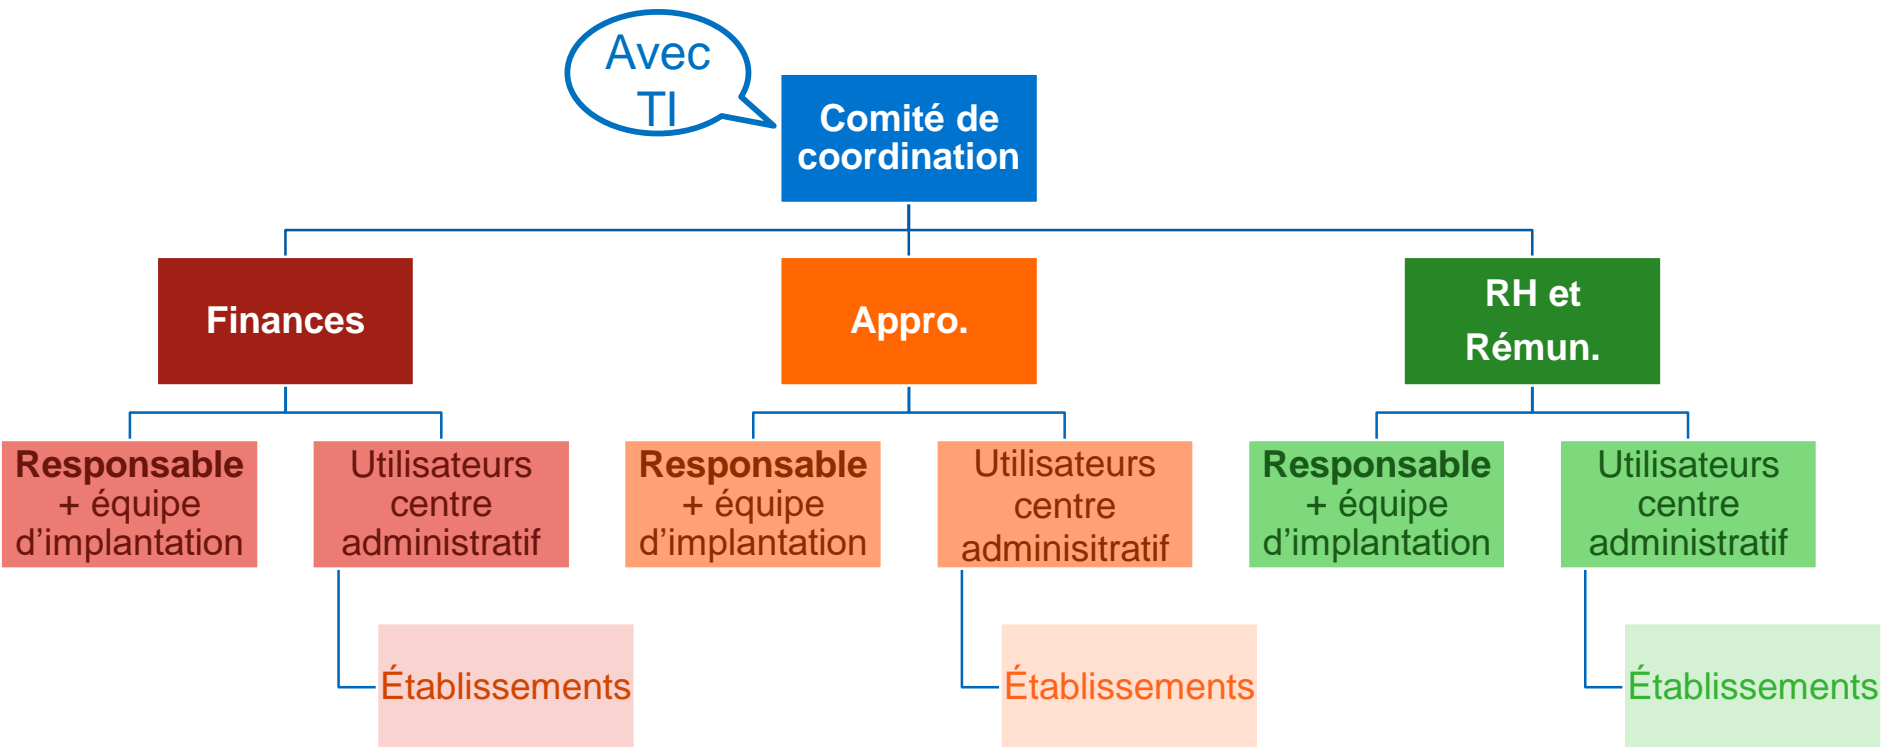 Avec
TI
Comité de
coordination
Finances
Appro.
RH et
Rémun.
Responsable
+ équipe
d’implantation
Utilisateurs
centre
administratif
Responsable
+ équipe
d’implantation
Utilisateurs
centre
adminisitratif
Responsable
+ équipe
d’implantation
Utilisateurs
centre
administratif
Établissements
Établissements
Établissements